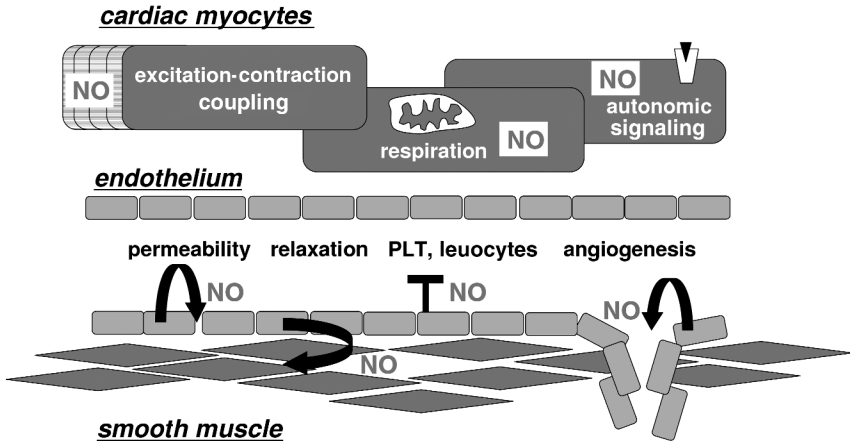 cardiac myocytes
NO
excitation-contraction
coupling
respiration
NO
NO
autonomic
signaling
endothelium
permeability relaxation PLT, leuocytes angiogenesis
NO
NO
NO
NO
smooth muscle